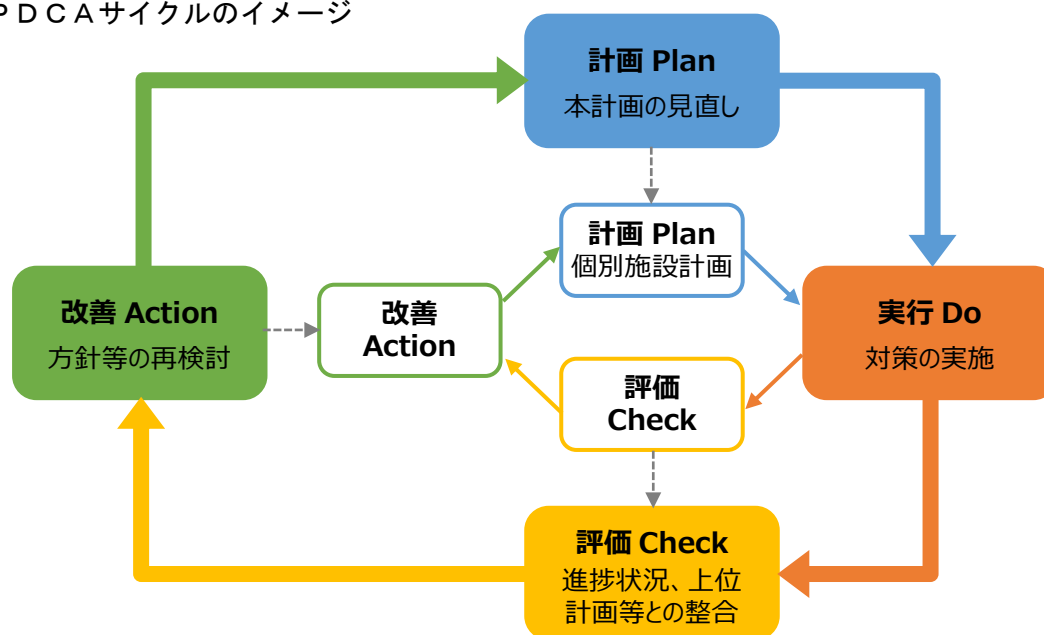 PDCAサイクルのイメージ
計画 Plan
本計画の見直し
計画 Plan
個別施設計画
改善 Action
方針等の再検討
改善
Action
実行 Do
対策の実施
評価
Check
評価 Check
進捗状況、上位
計画等との整合